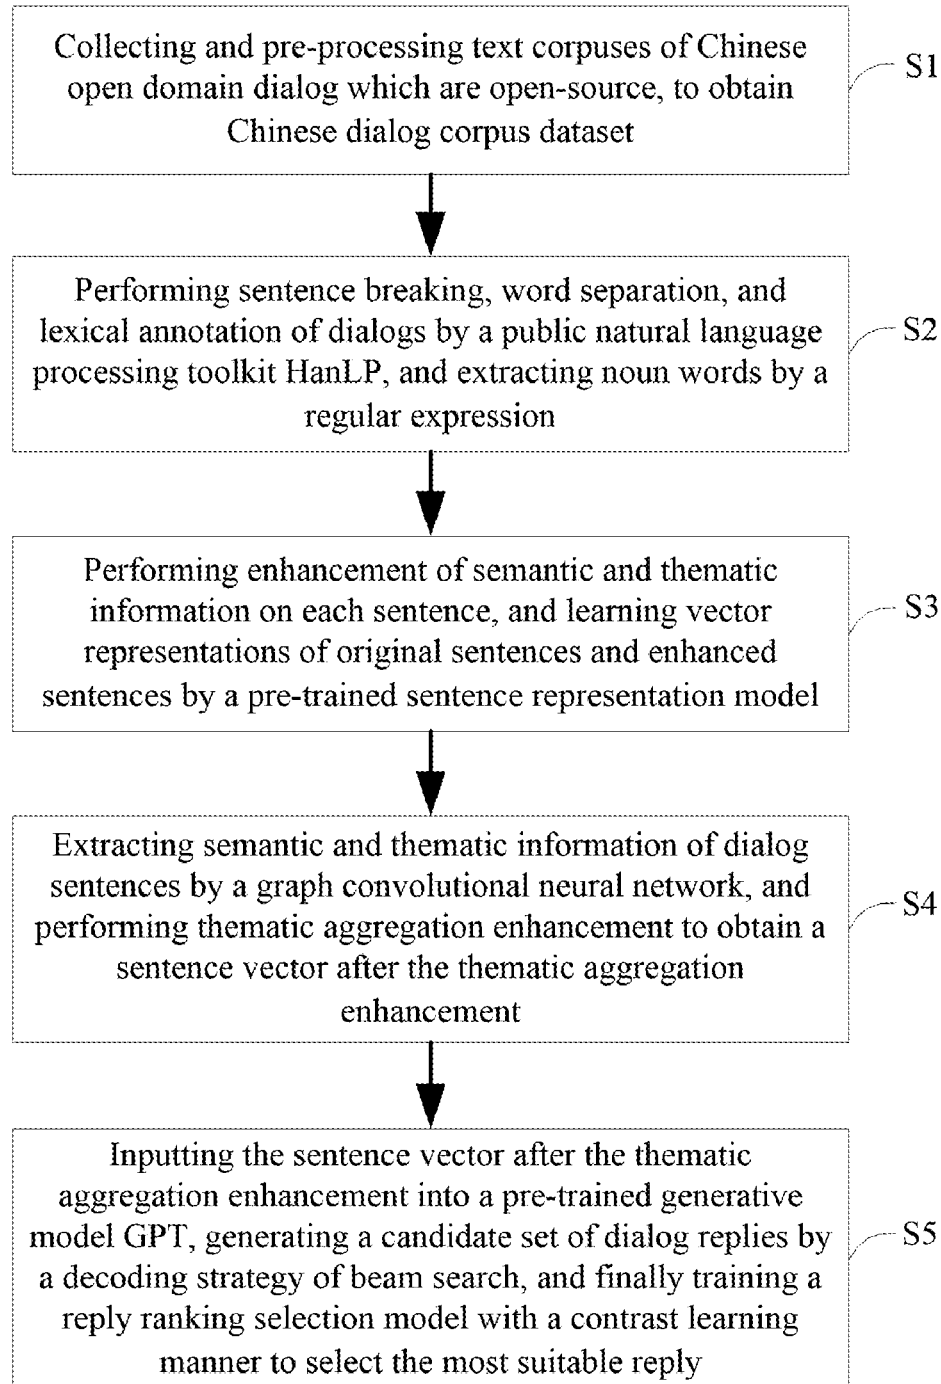 Collecting and pre-processing text corpuses of Chinese
open domain dialog which are open-source, to obtain
Chinese dialog corpus dataset
S1
Performing sentence breaking, word separation, and
lexical annotation of dialogs by a public natural language
processing toolkit HanLP, and extracting noun words by a
regular expression
S2
Performing enhancement of semantic and thematic
information on each sentence, and learning vector
representations of original sentences and enhanced
sentences by a pre-trained sentence representation model
S3
Extracting semantic and thematic information of dialog
sentences by a graph convolutional neural network, and
performing thematic aggregation enhancement to obtain a
sentence vector after the thematic aggregation
enhancement
S4
Inputting the sentence vector after the thematic
aggregation enhancement into a pre-trained generative
model GPT, generating a candidate set of dialog replies by
a decoding strategy of beam search, and finally training a
reply ranking selection model with a contrast learning
manner to select the most suitable reply
S5